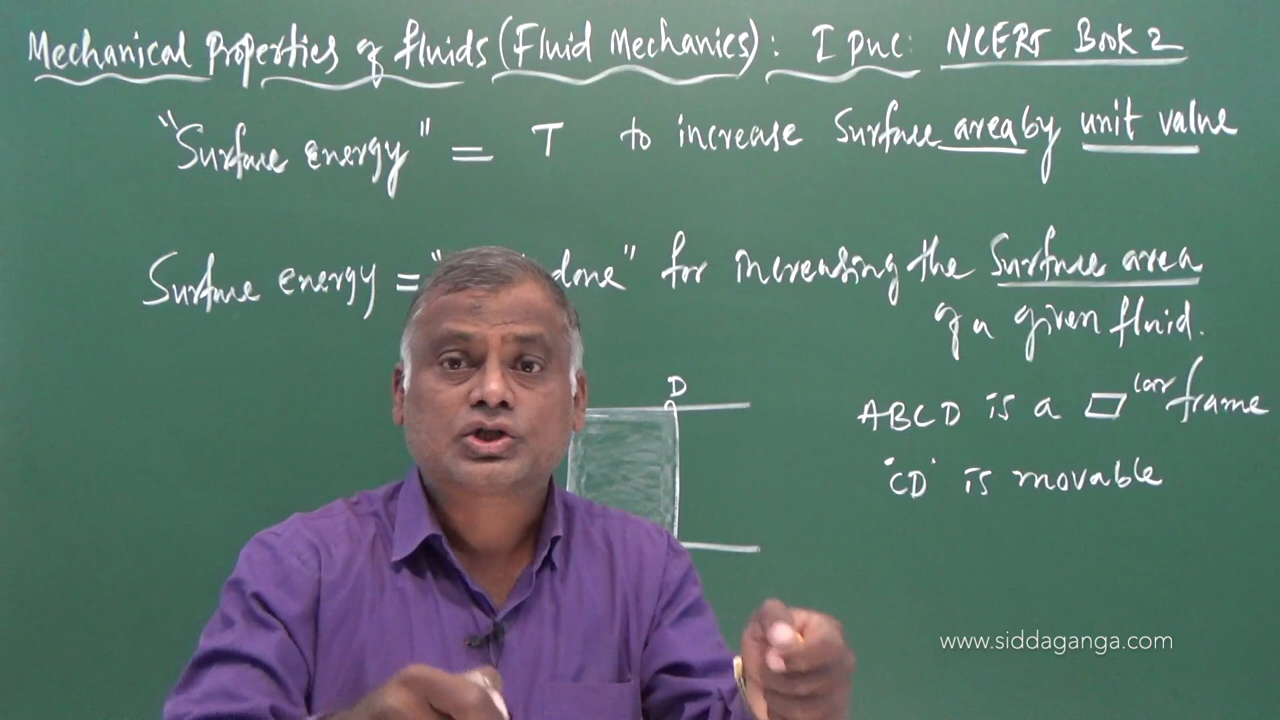 Mechanical Properties of fluids (Fluid Mechanics): I PUC: NCERT Book 2
"Surface energy" = T to increase Surface area by unit value
Surface energy = " done" for increasing the Surface area
of a given fluid.
D
ABCD is a ▱ lar frame
'CD' is movable
www.siddaganga.com